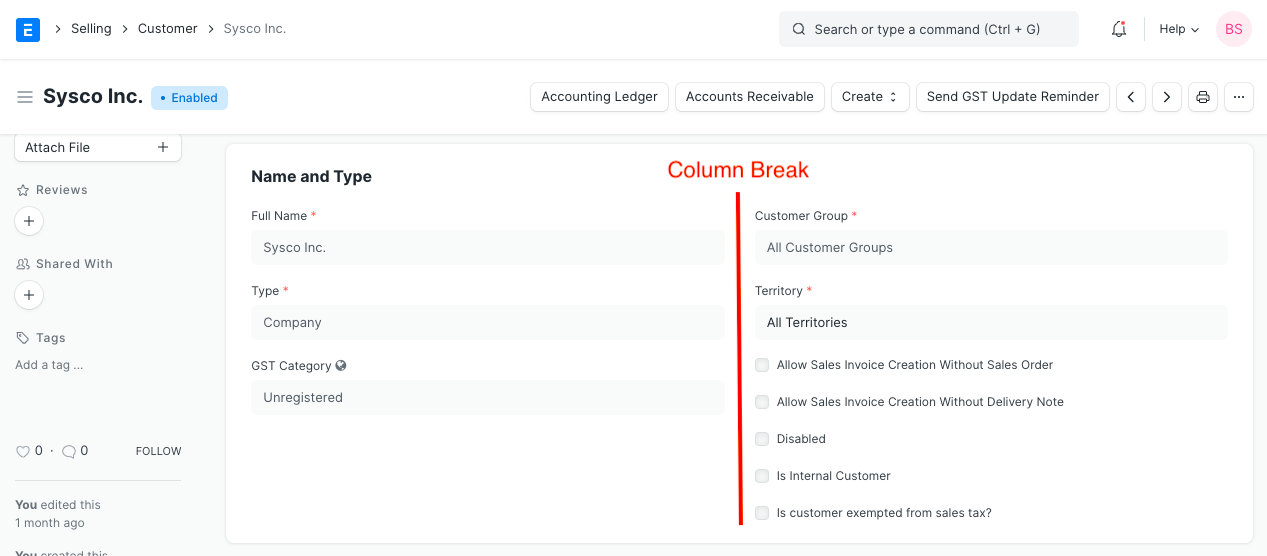 E > Selling > Customer > Sysco Inc.
Search or type a command (Ctrl + G)
Help
BS
Sysco Inc.
• Enabled
Accounting Ledger
Accounts Receivable
Create
Send GST Update Reminder
Attach File +
Reviews
+
Shared With
+
Tags
Add a tag ...
0 · 0 FOLLOW
You edited this
1 month ago
You created this
Column Break
Name and Type
Full Name *
Sysco Inc.
Type *
Company
GST Category
Unregistered
Customer Group *
All Customer Groups
Territory *
All Territories
Allow Sales Invoice Creation Without Sales Order
Allow Sales Invoice Creation Without Delivery Note
Disabled
Is Internal Customer
Is customer exempted from sales tax?